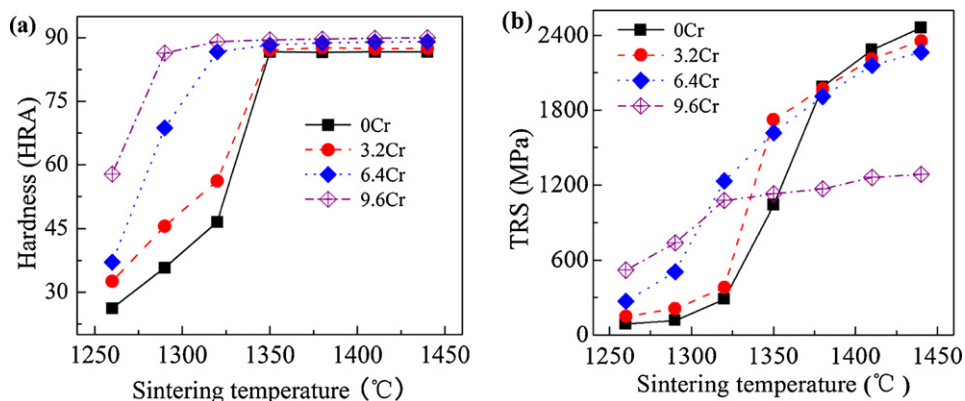 (a)
Hardness (HRA)
90
75
60
45
30
0Cr
3.2Cr
6.4Cr
9.6Cr
1250 1300 1350 1400 1450
Sintering temperature (℃)
(b)
TRS (MPa)
2400
1800
1200
600
0
0Cr
3.2Cr
6.4Cr
9.6Cr
1250 1300 1350 1400 1450
Sintering temperature (℃)